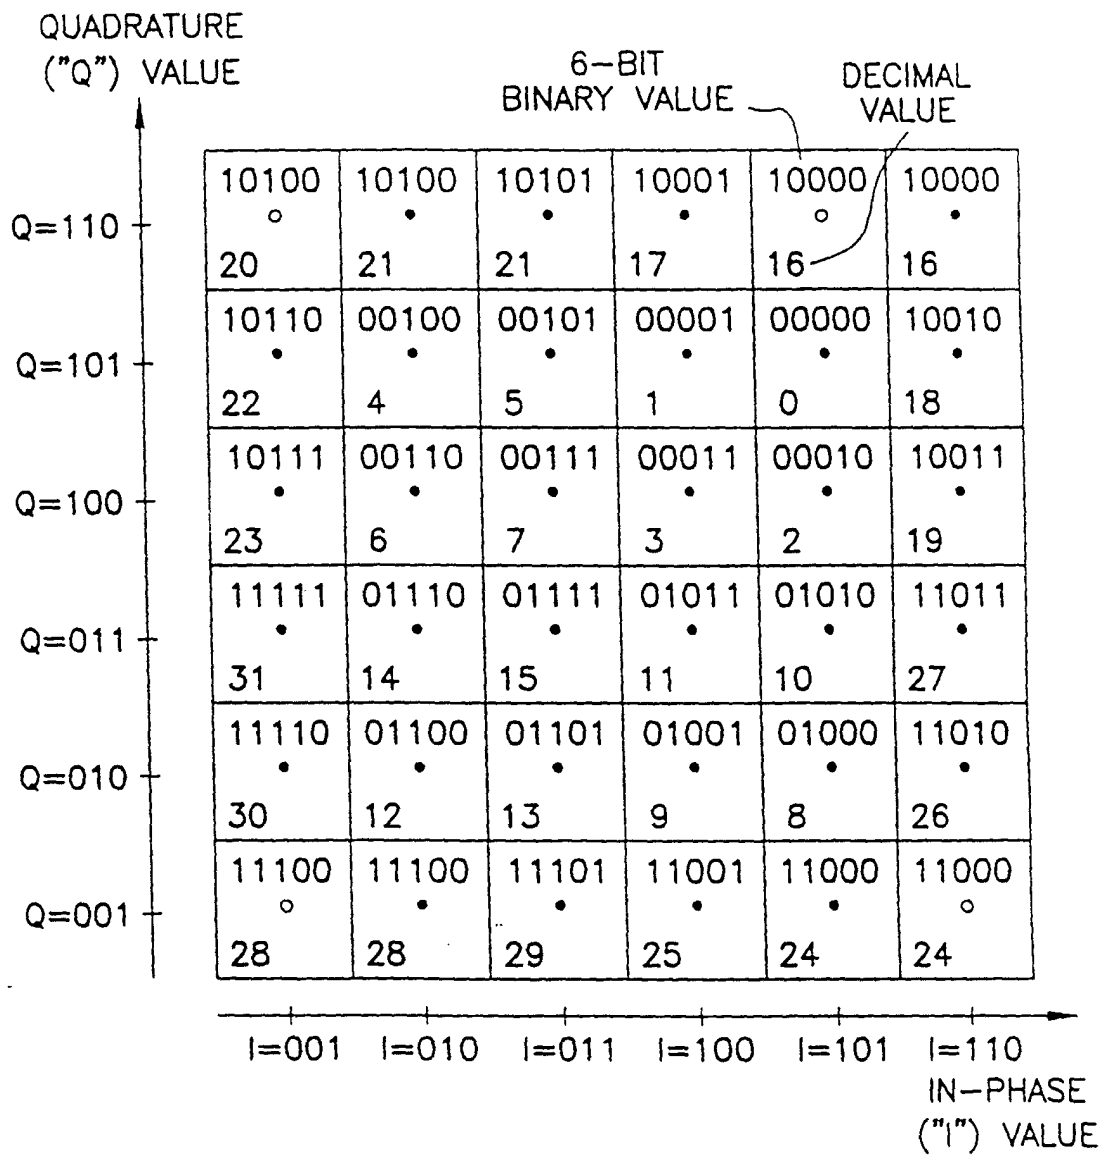 QUADRATURE
("Q") VALUE
6-BIT
BINARY VALUE
DECIMAL
VALUE
Q=110
10100 10100 10101 10001 10000 10000
20 21 21 17 16 16
Q=101
10110 00100 00101 00001 00000 10010
22 4 5 1 0 18
Q=100
10111 00110 00111 00011 00010 10011
23 6 7 3 2 19
Q=011
11111 01110 01111 01011 01010 11011
31 14 15 11 10 27
Q=010
11110 01100 01101 01001 01000 11010
30 12 13 9 8 26
Q=001
11100 11100 11101 11001 11000 11000
28 28 29 25 24 24
I=001 I=010 I=011 I=100 I=101 I=110
IN-PHASE
("I") VALUE